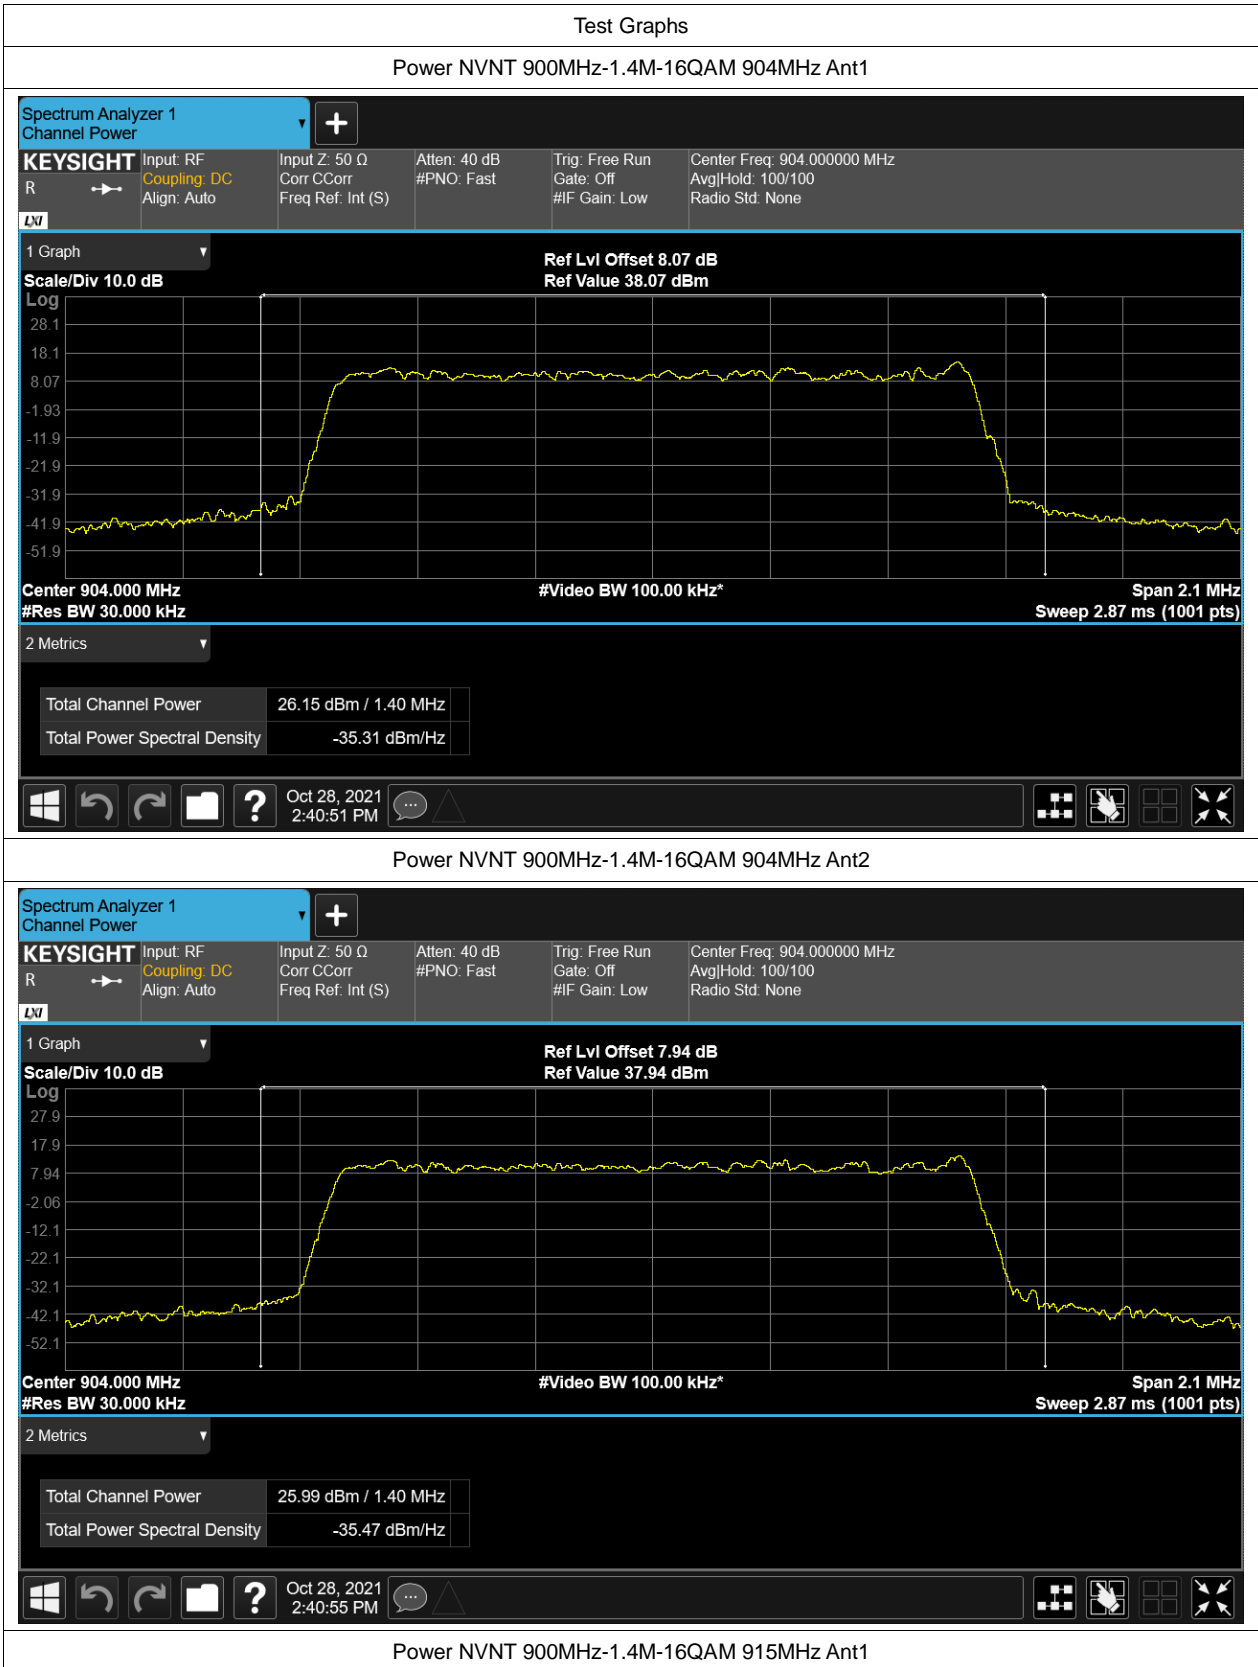 Test Graphs
Power NVNT 900MHz-1.4M-16QAM 904MHz Ant1
Spectrum Analyzer 1
Channel Power
KEYSIGHT
R
LXI
Input: RF
Coupling: DC
Align: Auto
Input Z: 50 Ω
Corr CCorr
Freq Ref: Int (S)
Atten: 40 dB
#PNO: Fast
Trig: Free Run
Gate: Off
#IF Gain: Low
Center Freq: 904.000000 MHz
Avg|Hold: 100/100
Radio Std: None
1 Graph
Scale/Div 10.0 dB
Ref Lvl Offset 8.07 dB
Ref Value 38.07 dBm
Log
28.1
18.1
8.07
-1.93
-11.9
-21.9
-31.9
-41.9
-51.9
Center 904.000 MHz
#Res BW 30.000 kHz
#Video BW 100.00 kHz*
Span 2.1 MHz
Sweep 2.87 ms (1001 pts)
2 Metrics
Total Channel Power 26.15 dBm / 1.40 MHz
Total Power Spectral Density -35.31 dBm/Hz
Oct 28, 2021
2:40:51 PM
Power NVNT 900MHz-1.4M-16QAM 904MHz Ant2
Spectrum Analyzer 1
Channel Power
KEYSIGHT
R
LXI
Input: RF
Coupling: DC
Align: Auto
Input Z: 50 Ω
Corr CCorr
Freq Ref: Int (S)
Atten: 40 dB
#PNO: Fast
Trig: Free Run
Gate: Off
#IF Gain: Low
Center Freq: 904.000000 MHz
Avg|Hold: 100/100
Radio Std: None
1 Graph
Scale/Div 10.0 dB
Ref Lvl Offset 7.94 dB
Ref Value 37.94 dBm
Log
27.9
17.9
7.94
-2.06
-12.1
-22.1
-32.1
-42.1
-52.1
Center 904.000 MHz
#Res BW 30.000 kHz
#Video BW 100.00 kHz*
Span 2.1 MHz
Sweep 2.87 ms (1001 pts)
2 Metrics
Total Channel Power 25.99 dBm / 1.40 MHz
Total Power Spectral Density -35.47 dBm/Hz
Oct 28, 2021
2:40:55 PM
Power NVNT 900MHz-1.4M-16QAM 915MHz Ant1